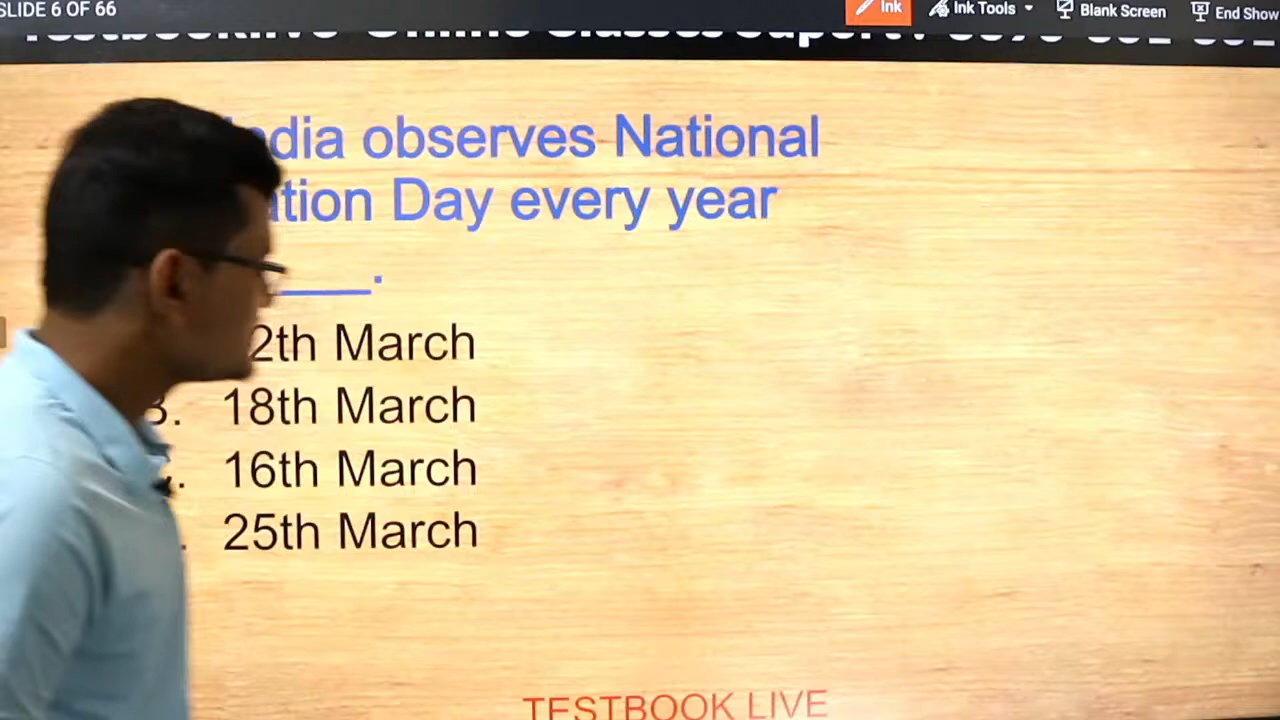 SLIDE 6 OF 66
Ink
Ink Tools
Blank Screen
End Show
India observes National
Day every year
____.
2th March
B. 18th March
. 16th March
. 25th March
TESTBOOK LIVE